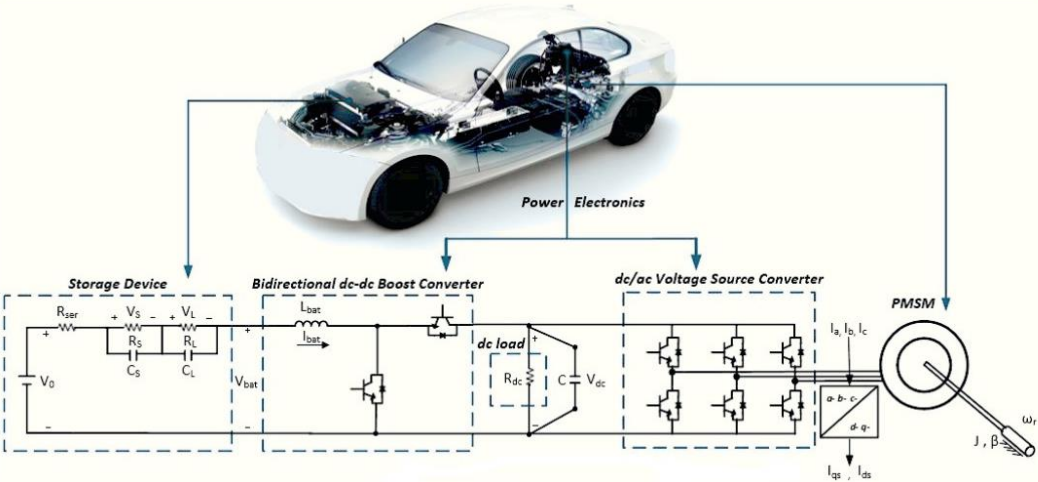 Power Electronics
Storage Device
Bidirectional dc-dc Boost Converter
dc/ac Voltage Source Converter
PMSM
Rser
+ VS −
+ VL −
RS
RL
CS
CL
+
V0
−
+
Vbat
−
Lbat
Ibat
dc load
+
Rdc
−
C
Vdc
Ia, Ib, Ic
a- b- c-
d- q-
Iqs , Ids
ωr
J , β